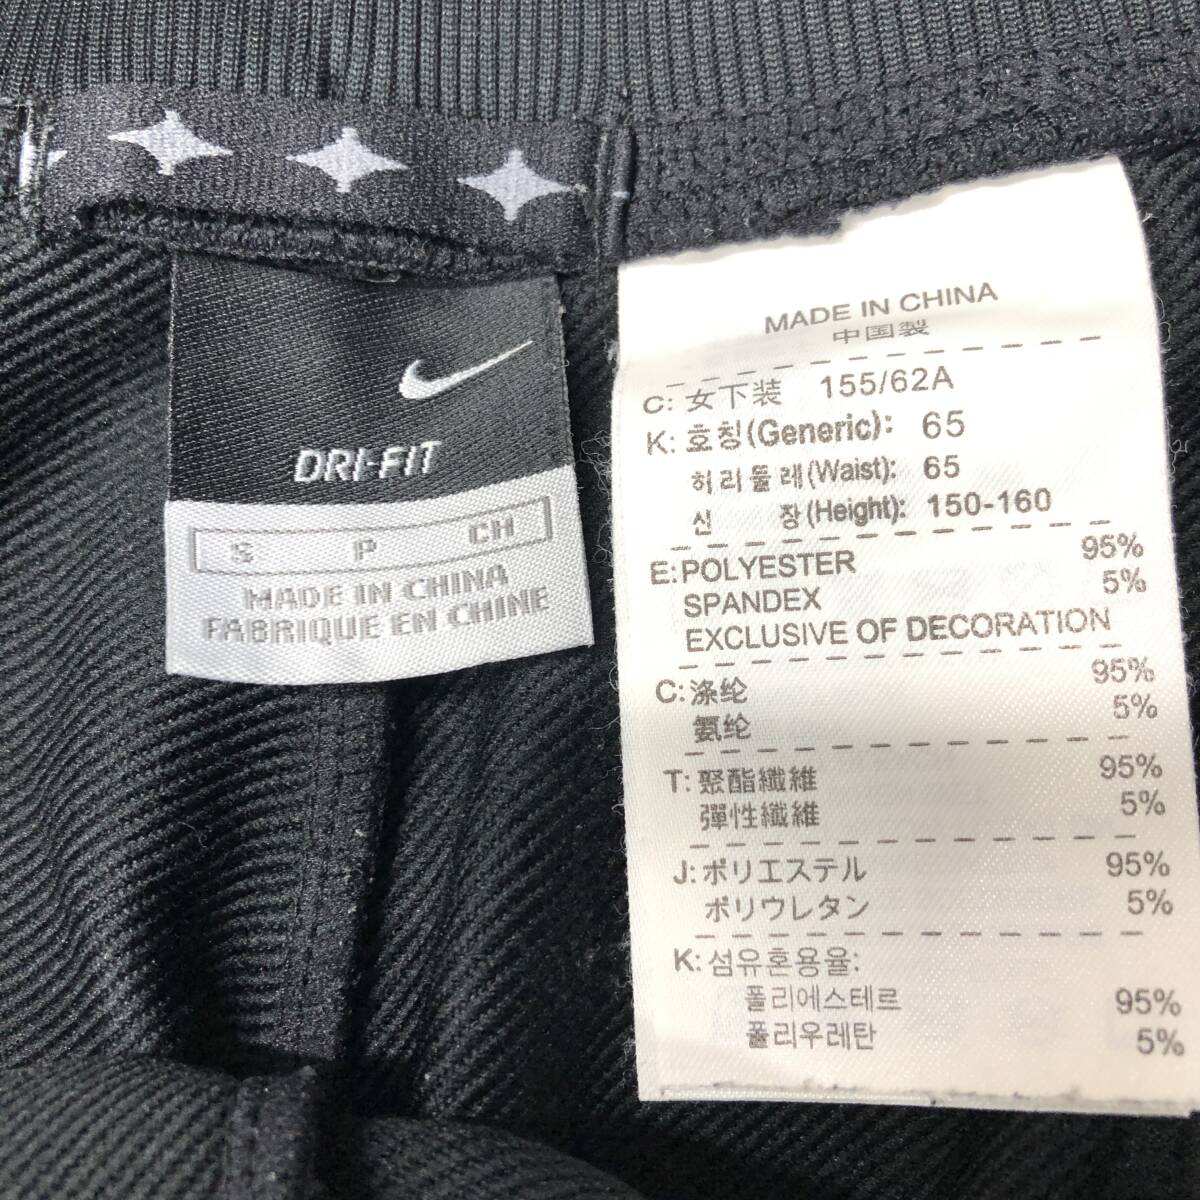 DRI-FIT
S P CH
MADE IN CHINA
FABRIQUE EN CHINE
MADE IN CHINA
中国製
C: 女下装 155/62A
K: 호칭(Generic): 65
허리둘레(Waist): 65
신 장(Height): 150-160
E:POLYESTER 95%
SPANDEX 5%
EXCLUSIVE OF DECORATION
C:涤纶 95%
氨纶 5%
T:聚酯纖維 95%
彈性纖維 5%
J:ポリエステル 95%
ポリウレタン 5%
K:섬유혼용율:
폴리에스테르 95%
폴리우레탄 5%